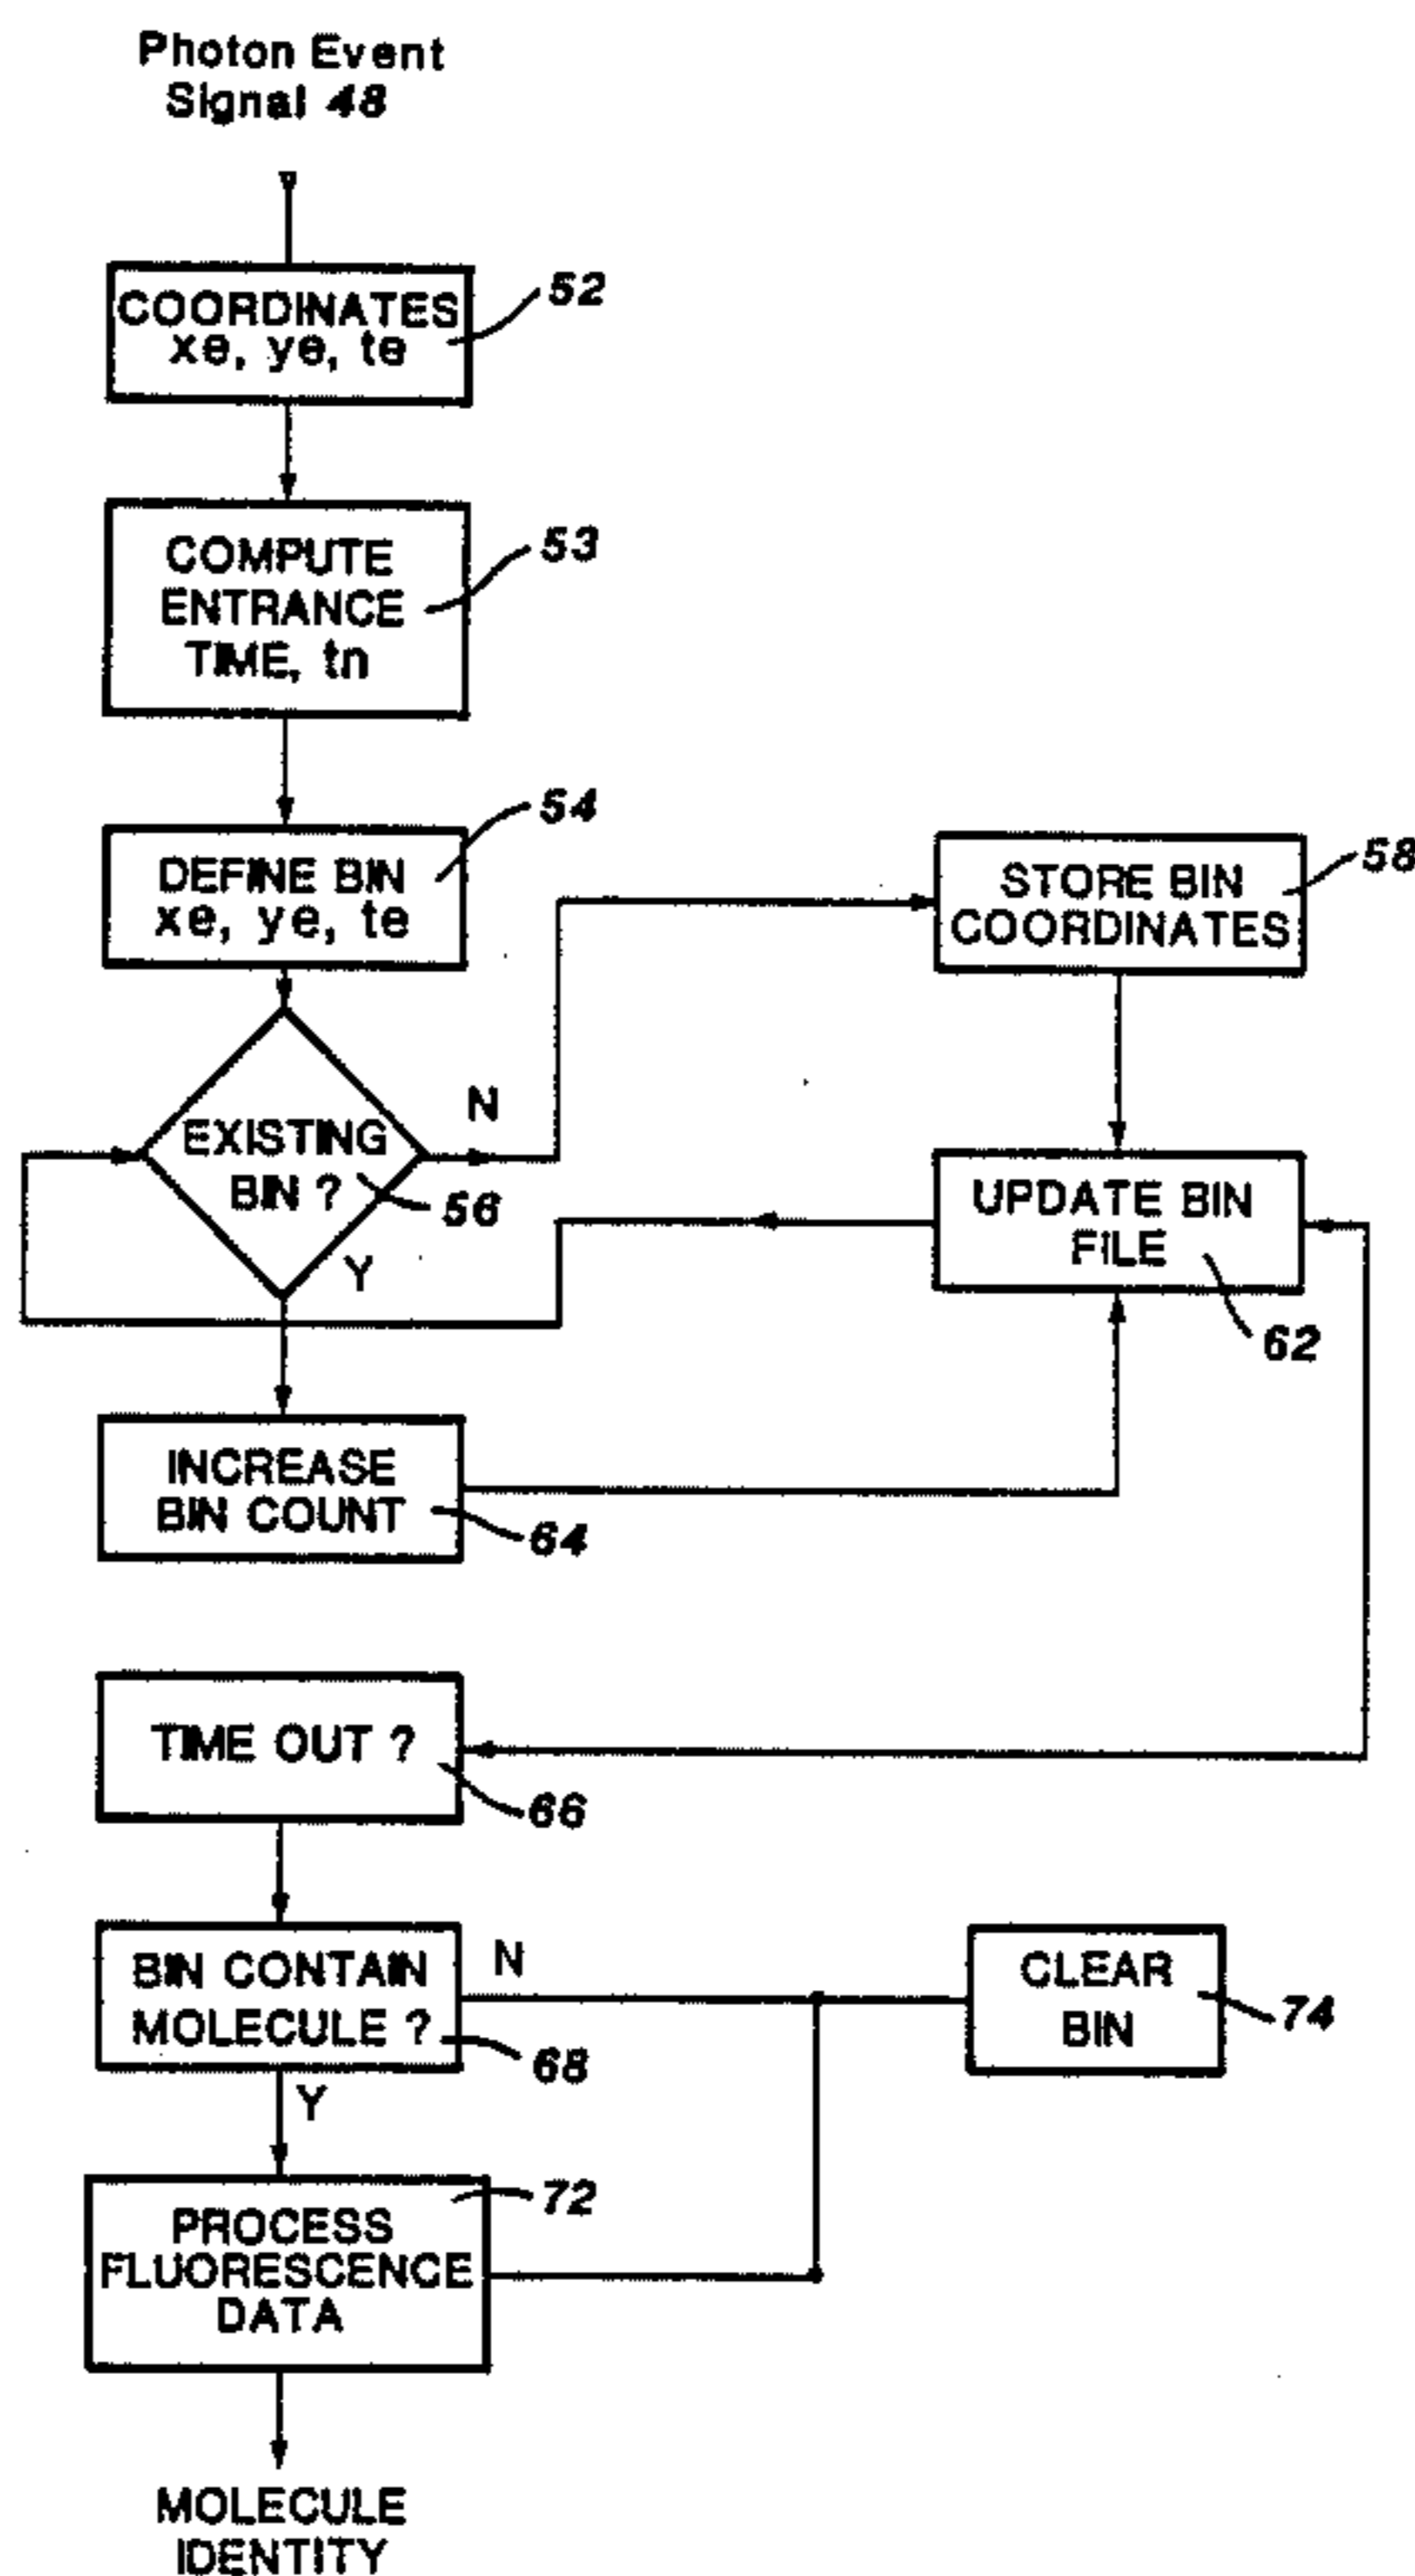 Photon Event
Signal 48
COORDINATES
xe, ye, te
52
COMPUTE
ENTRANCE
TIME, tn
53
DEFINE BIN
xe, ye, te
54
STORE BIN
COORDINATES
58
EXISTING
BIN ?
56
N
Y
UPDATE BIN
FILE
62
INCREASE
BIN COUNT
64
TIME OUT ?
66
BIN CONTAIN
MOLECULE ?
68
N
Y
CLEAR
BIN
74
PROCESS
FLUORESCENCE
DATA
72
MOLECULE
IDENTITY